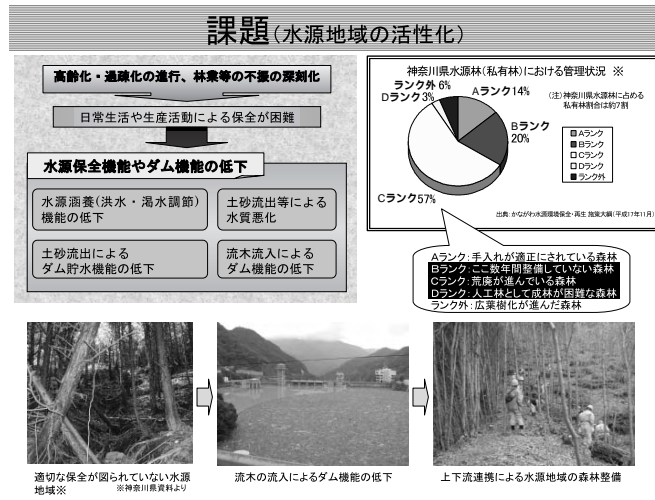 課題(水源地域の活性化)
高齢化・過疎化の進行、林業等の不振の深刻化
日常生活や生産活動による保全が困難
水源保全機能やダム機能の低下
水源涵養(洪水・渇水調節)
機能の低下
土砂流出等による
水質悪化
土砂流出による
ダム貯水機能の低下
流木流入による
ダム機能の低下
神奈川県水源林(私有林)における管理状況 ※
ランク外 6%
Dランク3%
Aランク14%
Bランク
20%
Cランク57%
(注)神奈川県水源林に占める
私有林割合は約7割
Aランク
Bランク
Cランク
Dランク
ランク外
出典:かながわ水源環境保全・再生 施策大綱(平成17年11月)
Aランク:手入れが適正にされている森林
Bランク:ここ数年間整備していない森林
Cランク:荒廃が進んでいる森林
Dランク:人工林として成林が困難な森林
ランク外:広葉樹化が進んだ森林
適切な保全が図られていない水源
地域※
※神奈川県資料より
流木の流入によるダム機能の低下
上下流連携による水源地域の森林整備